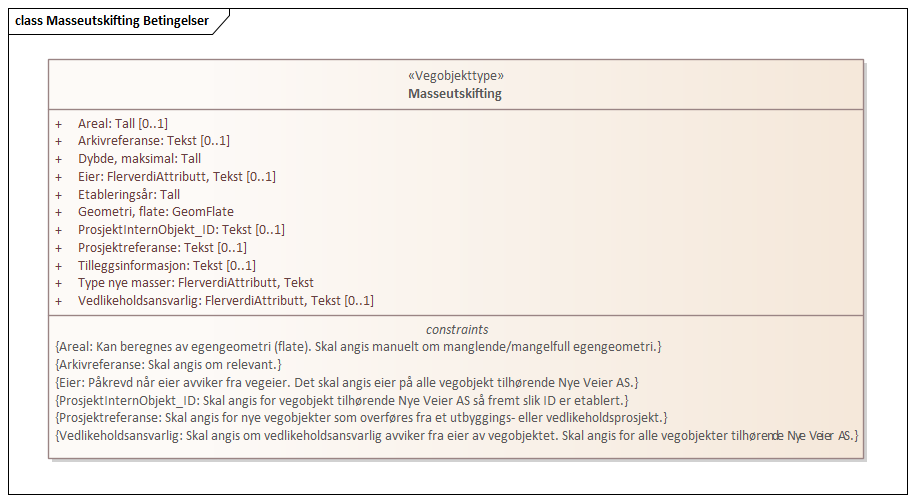 class Masseutskifting Betingelser
«Vegobjekttype»
Masseutskifting
+ Areal: Tall [0..1]
+ Arkivreferanse: Tekst [0..1]
+ Dybde, maksimal: Tall
+ Eier: FlerverdiAttributt, Tekst [0..1]
+ Etableringsår: Tall
+ Geometri, flate: GeomFlate
+ ProsjektInternObjekt_ID: Tekst [0..1]
+ Prosjektreferanse: Tekst [0..1]
+ Tilleggsinformasjon: Tekst [0..1]
+ Type nye masser: FlerverdiAttributt, Tekst
+ Vedlikeholdsansvarlig: FlerverdiAttributt, Tekst [0..1]
constraints
{Areal: Kan beregnes av egengeometri (flate). Skal angis manuelt om manglende/mangelfull egengeometri.}
{Arkivreferanse: Skal angis om relevant.}
{Eier: Påkrevd når eier avviker fra vegeier. Det skal angis eier på alle vegobjekt tilhørende Nye Veier AS.}
{ProsjektInternObjekt_ID: Skal angis for vegobjekt tilhørende Nye Veier AS så fremt slik ID er etablert.}
{Prosjektreferanse: Skal angis for nye vegobjekter som overføres fra et utbyggings- eller vedlikeholdsprosjekt.}
{Vedlikeholdsansvarlig: Skal angis om vedlikeholdsansvarlig avviker fra eier av vegobjektet. Skal angis for alle vegobjekter tilhørende Nye Veier AS.}